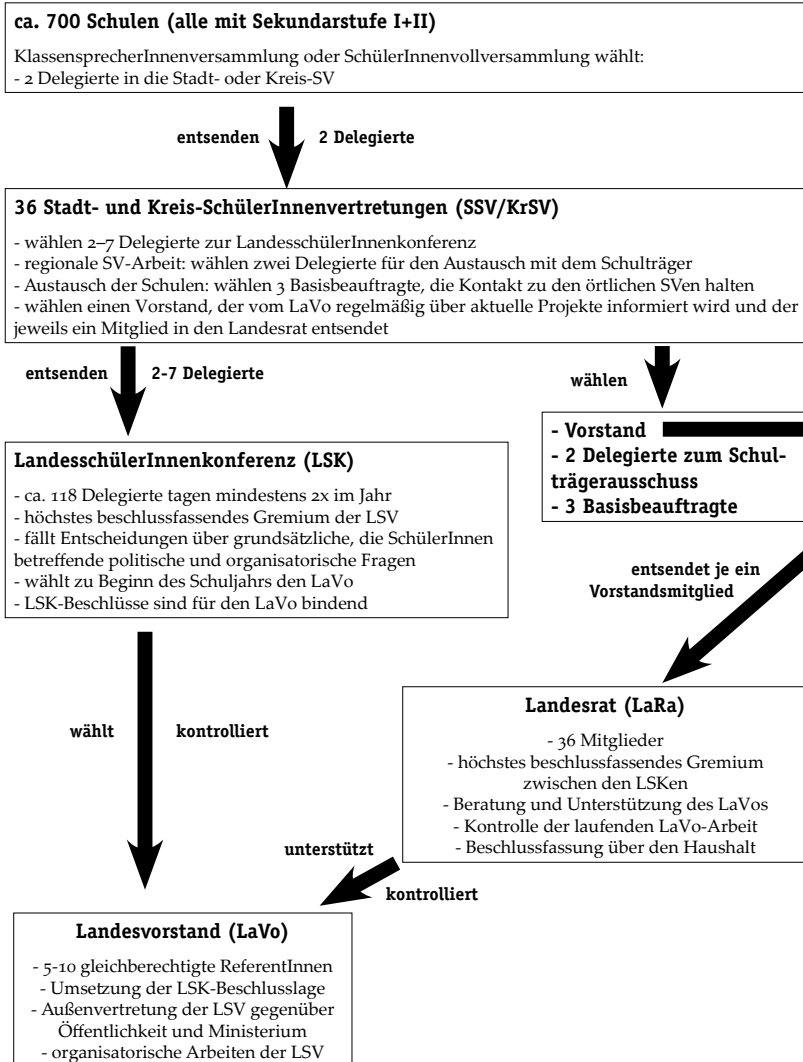 ca. 700 Schulen (alle mit Sekundarstufe I+II)
KlassensprecherInnenversammlung oder SchülerInnenvollversammlung wählt:
- 2 Delegierte in die Stadt- oder Kreis-SV
entsenden 2 Delegierte
36 Stadt- und Kreis-SchülerInnenvertretungen (SSV/KrSV)
- wählen 2–7 Delegierte zur LandesschülerInnenkonferenz
- regionale SV-Arbeit: wählen zwei Delegierte für den Austausch mit dem Schulträger
- Austausch der Schulen: wählen 3 Basisbeauftragte, die Kontakt zu den örtlichen SVen halten
- wählen einen Vorstand, der vom LaVo regelmäßig über aktuelle Projekte informiert wird und der
jeweils ein Mitglied in den Landesrat entsendet
entsenden 2-7 Delegierte
wählen
- Vorstand
- 2 Delegierte zum Schul-
trägerausschuss
- 3 Basisbeauftragte
LandesschülerInnenkonferenz (LSK)
- ca. 118 Delegierte tagen mindestens 2x im Jahr
- höchstes beschlussfassendes Gremium der LSV
- fällt Entscheidungen über grundsätzliche, die SchülerInnen
betreffende politische und organisatorische Fragen
- wählt zu Beginn des Schuljahrs den LaVo
- LSK-Beschlüsse sind für den LaVo bindend
entsendet je ein
Vorstandsmitglied
wählt kontrolliert
Landesrat (LaRa)
- 36 Mitglieder
- höchstes beschlussfassendes Gremium
zwischen den LSKen
- Beratung und Unterstützung des LaVos
- Kontrolle der laufenden LaVo-Arbeit
- Beschlussfassung über den Haushalt
unterstützt
kontrolliert
Landesvorstand (LaVo)
- 5-10 gleichberechtigte ReferentInnen
- Umsetzung der LSK-Beschlusslage
- Außenvertretung der LSV gegenüber
Öffentlichkeit und Ministerium
- organisatorische Arbeiten der LSV